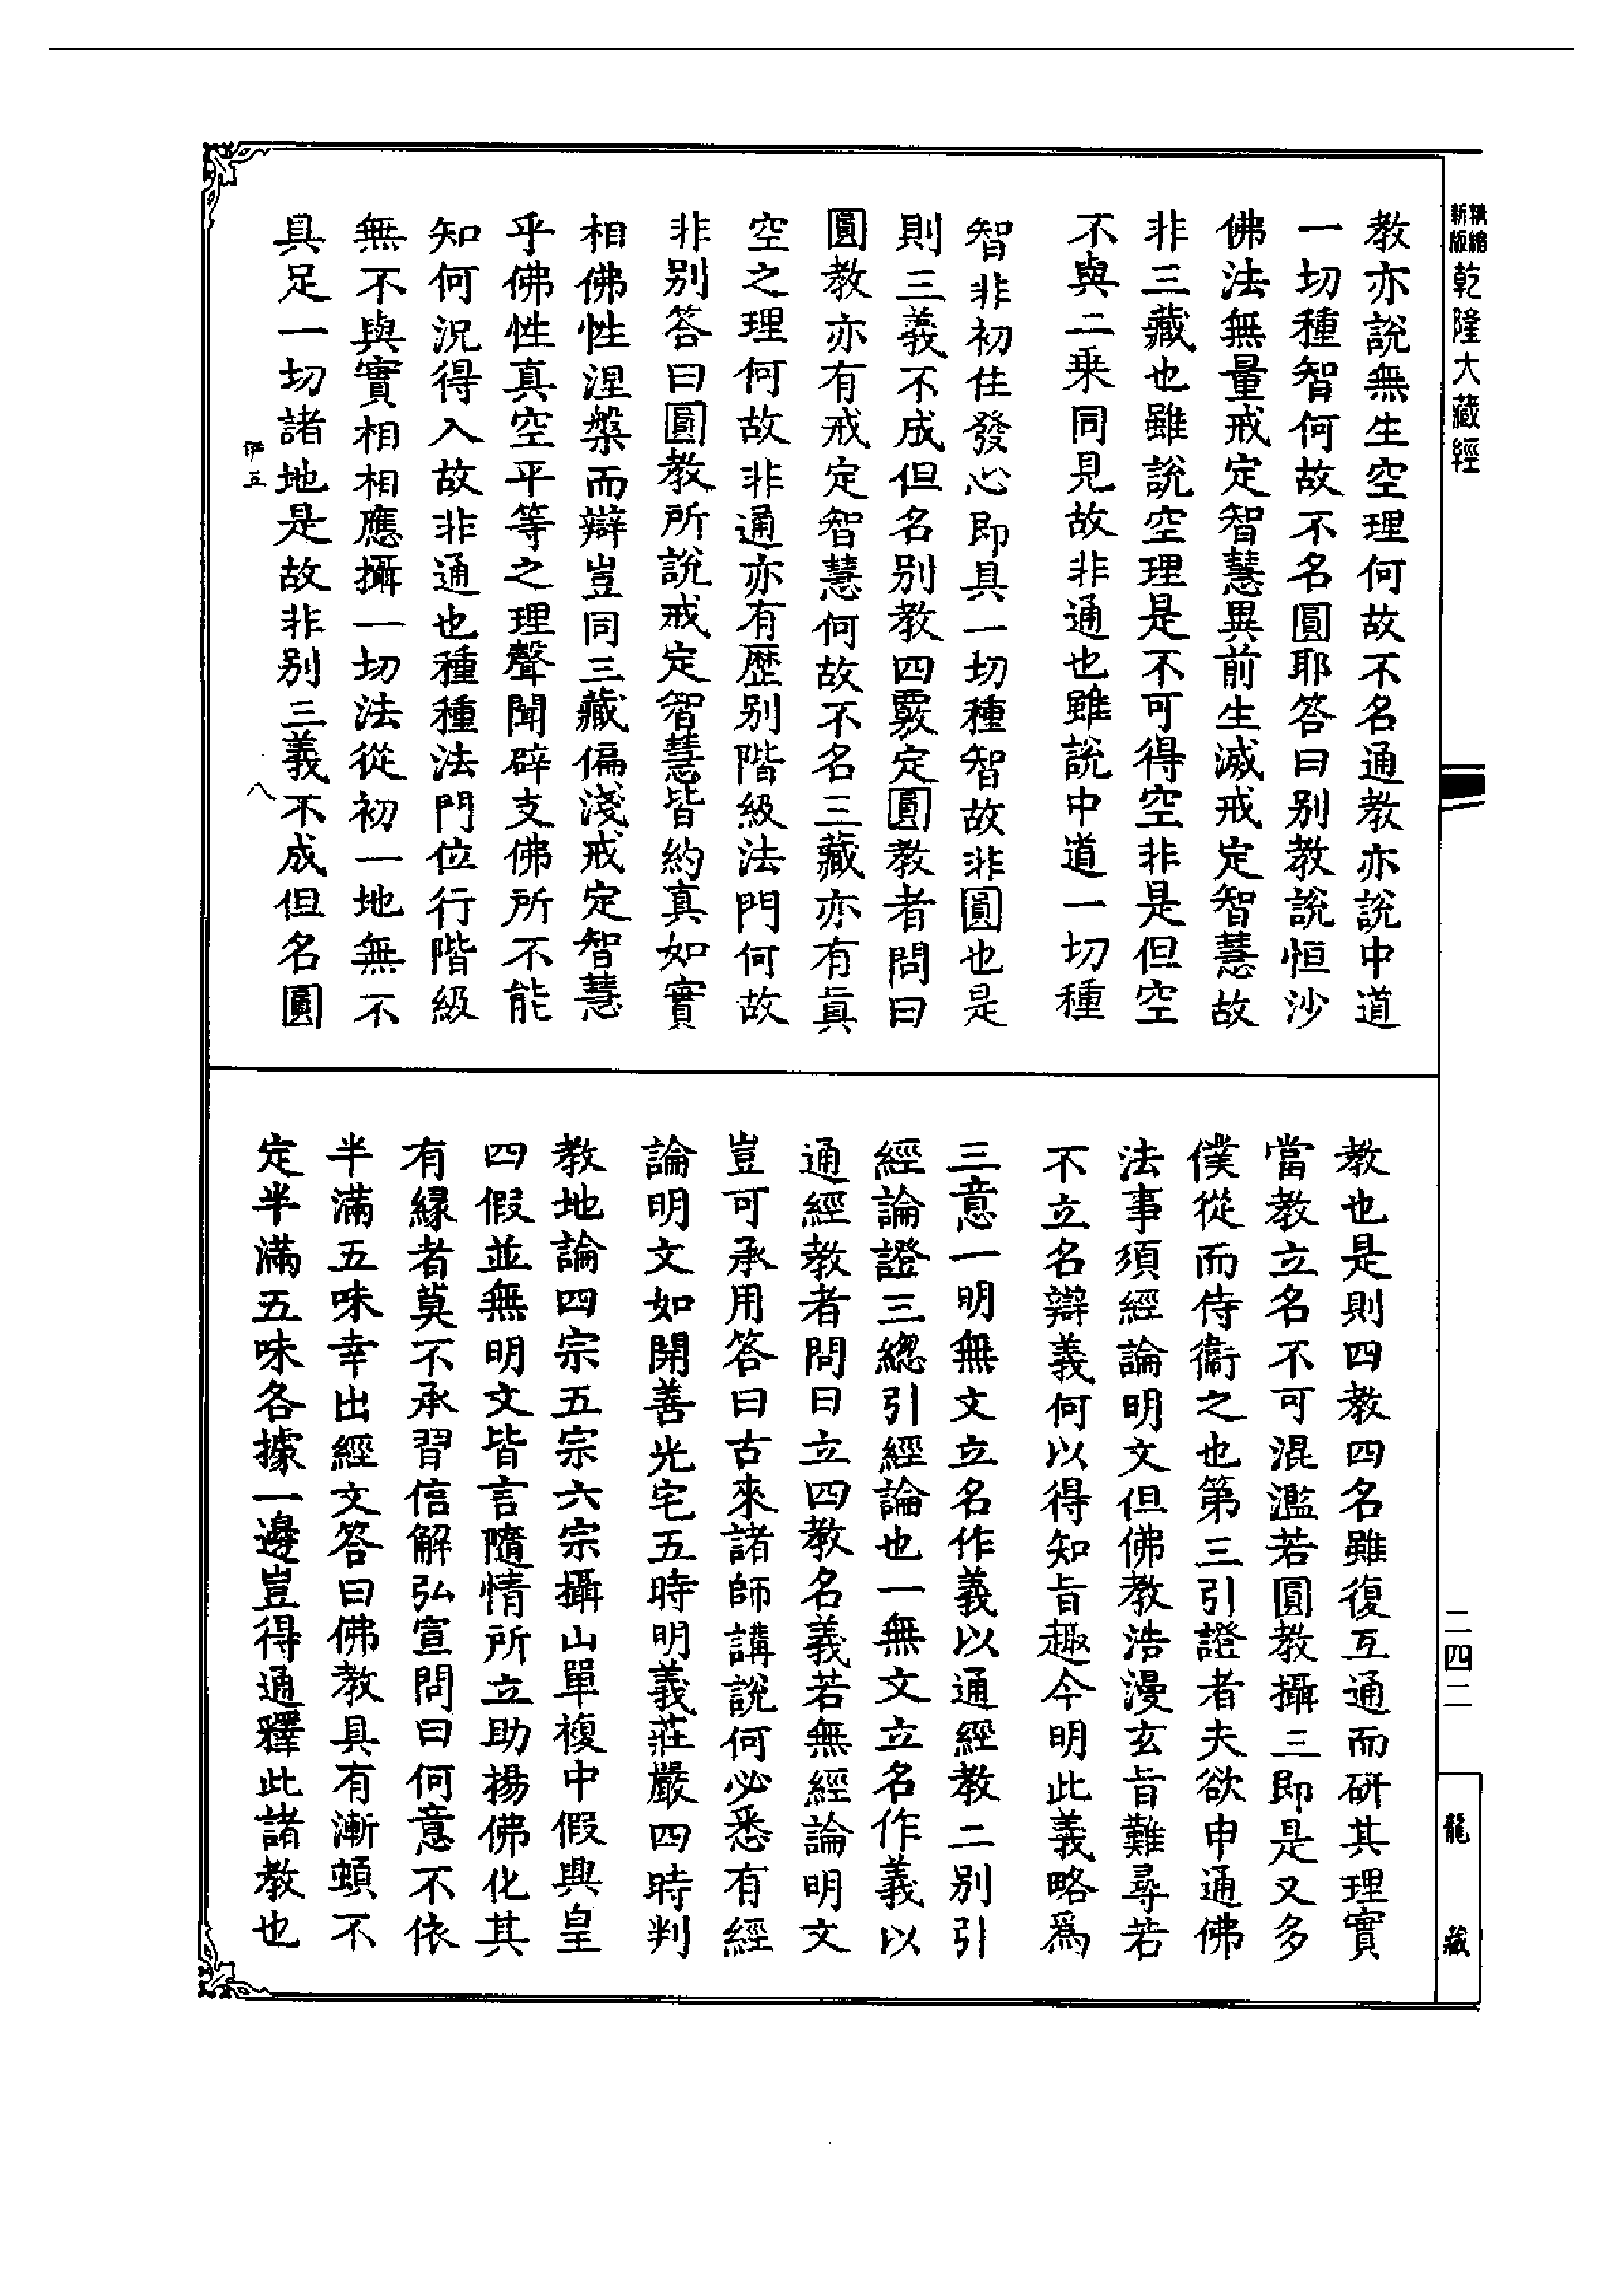 新版
精繪
乾隆大藏經
教亦說無生空理何故不名通教亦說中道
一切種智何故不名圓耶答曰別教說恒沙
佛法無量戒定智慧異前生滅戒定智慧故
非三藏也雖說空理是不可得空非是但空
不與二乗同見故非通也雖說中道一切種
智非初住發心即具一切種智故非圓也是
則三義不成但名別教四覈定圓教者問曰
圓教亦有戒定智慧何故不名三藏亦有真
空之理何故非通亦有歷別階級法門何故
非別答曰圓教所說戒定智慧皆約真如實
相佛性涅槃而辯豈同三藏偏淺戒定智慧
乎佛性真空平等之理聲聞辟支佛所不能
知何況得入故非通也種種法門位行階級
無不與實相相應攝一切法從初一地無不
具足一切諸地是故非別三義不成但名圓
伊五
八
教也是則四教四名雖復互通而研其理實
當教立名不可混濫若圓教攝三即是又多
僕從而侍衞之也第三引證者夫欲申通佛
法事須經論明文但佛教浩漫玄旨難尋若
不立名辯義何以得知旨趣今明此義略爲
三意一明無文立名作義以通經教二別引
經論證三總引經論也一無文立名作義以
通經教者問曰立四教名義若無經論明文
豈可承用答曰古來諸師講說何必悉有經
論明文如開善光宅五時明義莊嚴四時判
教地論四宗五宗六宗攝山單複中假興皇
四假並無明文皆言隨情所立助揚佛化其
有緣者莫不承習信解弘宣問曰何意不依
半滿五味幸出經文答曰佛教具有漸頓不
定半滿五味各據一邊豈得通釋此諸教也
二四二
龍藏